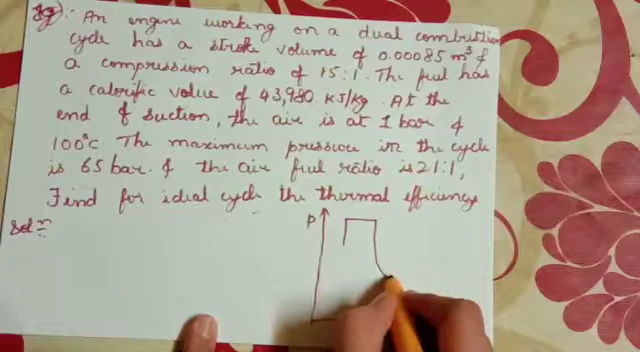 :- An engine working on a dual combustion
cycle has a stroke volume of 0.00085 m³ &
a compression ratio of 15:1. The fuel has
a calorific value of 43,980 KJ/kg. At the
end of suction, the air is at 1 bar &
100°C. The maximum pressure in the cycle
is 65 bar. & the air fuel ratio is 21:1,
Find for ideal cycle the thermal efficiency
Solⁿ
P